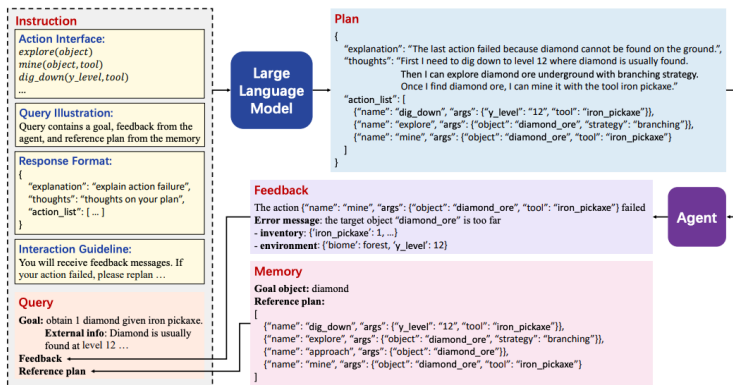 Instruction
Action Interface:
explore(object)
mine(object,tool)
dig_down(y_level,tool)
...
Query Illustration:
Query contains a goal, feedback from the
agent, and reference plan from the memory
Response Format:
{
“explanation”: “explain action failure”,
“thoughts”: “thoughts on your plan”,
“action_list”: [ ... ]
}
Interaction Guideline:
You will receive feedback messages. If
your action failed, please replan …
Query
Goal: obtain 1 diamond given iron pickaxe.
External info: Diamond is usually
found at level 12 …
Feedback
Reference plan
Large
Language
Model
Plan
{
“explanation”: “The last action failed because diamond cannot be found on the ground.”,
“thoughts”: “First I need to dig down to level 12 where diamond is usually found.
Then I can explore diamond ore underground with branching strategy.
Once I find diamond ore, I can mine it with the tool iron pickaxe.”
“action_list”: [
{“name”: “dig_down”, “args”: {“y_level”: “12”, “tool”: “iron_pickaxe”}},
{“name”: “explore”, “args”: {“object”: “diamond_ore”, “strategy”: “branching”}},
{“name”: “mine”, “args”: {“object”: “diamond_ore”, “tool”: “iron_pickaxe”}
]
}
Feedback
The action {“name”: “mine”, “args”: {“object”: “diamond_ore”, “tool”: “iron_pickaxe”} failed
Error message: the target object “diamond_ore” is too far
- inventory: {‘iron_pickaxe’: 1, …}
- environment: {‘biome’: forest, ‘y_level’: 12}
Agent
Memory
Goal object: diamond
Reference plan:
[
{“name”: “dig_down”, “args”: {“y_level”: “12”, “tool”: “iron_pickaxe”}},
{“name”: “explore”, “args”: {“object”: “diamond_ore”, “strategy”: “branching”}},
{“name”: “approach”, “args”: {“object”: “diamond_ore”}},
{“name”: “mine”, “args”: {“object”: “diamond_ore”, “tool”: “iron_pickaxe”}
]